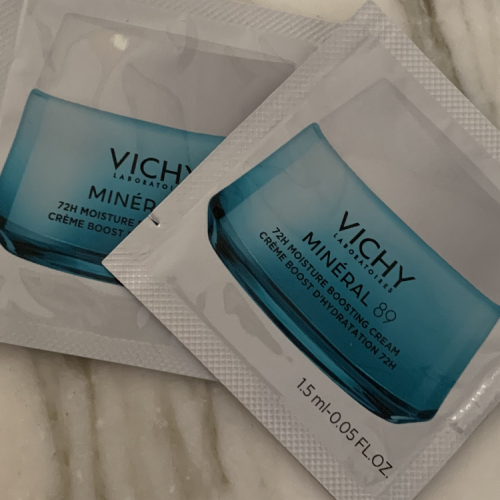 VICHY
LABORATOIRES
MINÉRAL 89
72H MOISTURE BOOSTING CREAM
CRÈME BOOST D'HYDRATATION 72H
1.5 ml-0.05 FL.OZ.
VICHY
MINÉRAL
72H MOISTURE
CRÈME BOOST